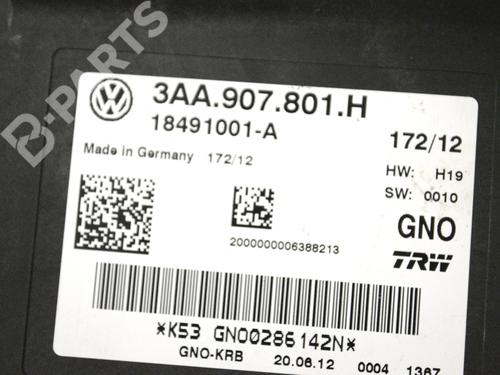 B-PARTS
3AA.907.801.H
18491001-A
172/12
Made in Germany 172/12
HW: H19
SW: 0010
GNO
2000000006388213
TRW
*K53 GNO0286142N*
GNO-KRB 20.06.12 0004 1367